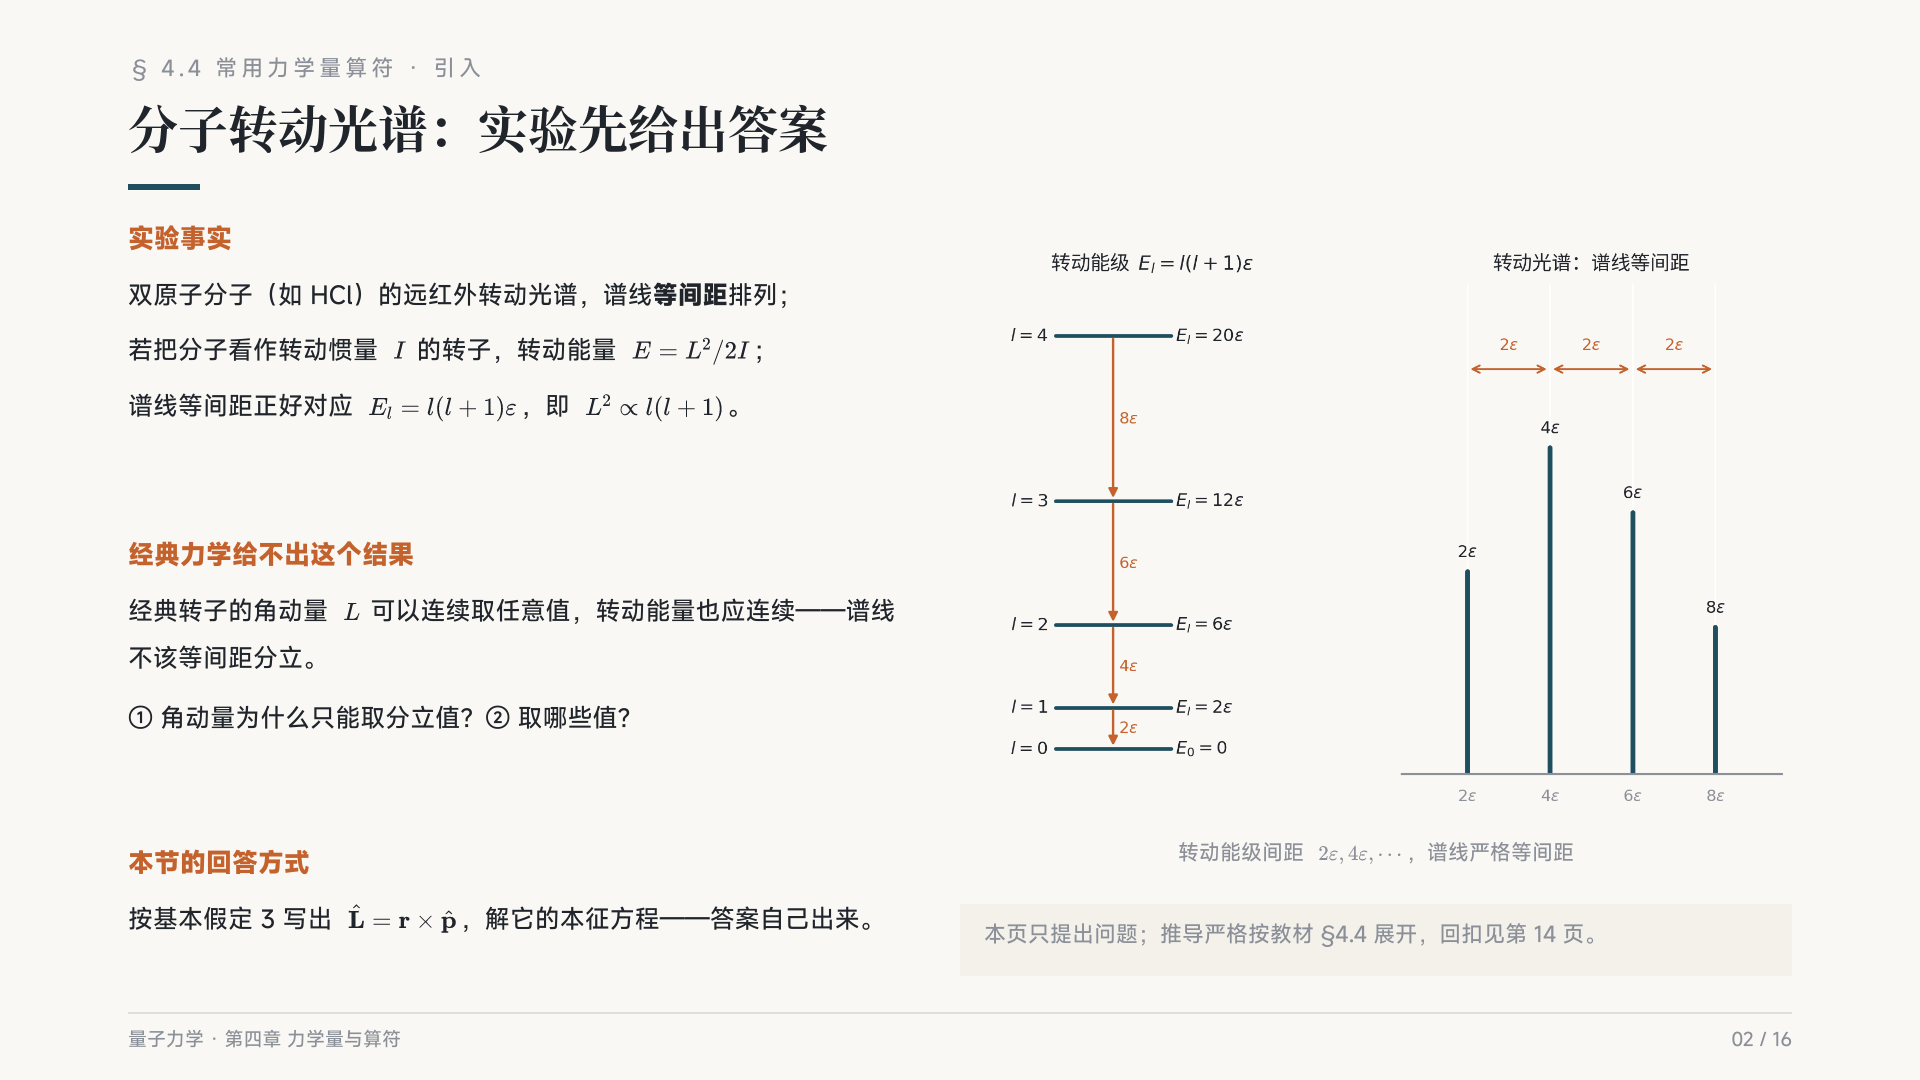 § 4.4 常用力学量算符 · 引入
分子转动光谱：实验先给出答案
实验事实
双原子分子（如 HCl）的远红外转动光谱，谱线等间距排列；
若把分子看作转动惯量 I 的转子，转动能量 E = L²/2I；
谱线等间距正好对应 E_l = l(l + 1)ε，即 L² ∝ l(l + 1)。
经典力学给不出这个结果
经典转子的角动量 L 可以连续取任意值，转动能量也应连续——谱线
不该等间距分立。
① 角动量为什么只能取分立值？② 取哪些值？
本节的回答方式
按基本假定 3 写出 L̂ = r × p̂，解它的本征方程——答案自己出来。
转动能级 E_l = l(l + 1)ε
l = 4 E_l = 20ε
8ε
l = 3 E_l = 12ε
6ε
l = 2 E_l = 6ε
4ε
l = 1 E_l = 2ε
2ε
l = 0 E_0 = 0
转动光谱：谱线等间距
2ε 2ε 2ε
4ε
6ε
2ε
8ε
2ε 4ε 6ε 8ε
转动能级间距 2ε, 4ε, ···，谱线严格等间距
本页只提出问题；推导严格按教材 §4.4 展开，回扣见第 14 页。
量子力学 · 第四章 力学量与算符
02 / 16